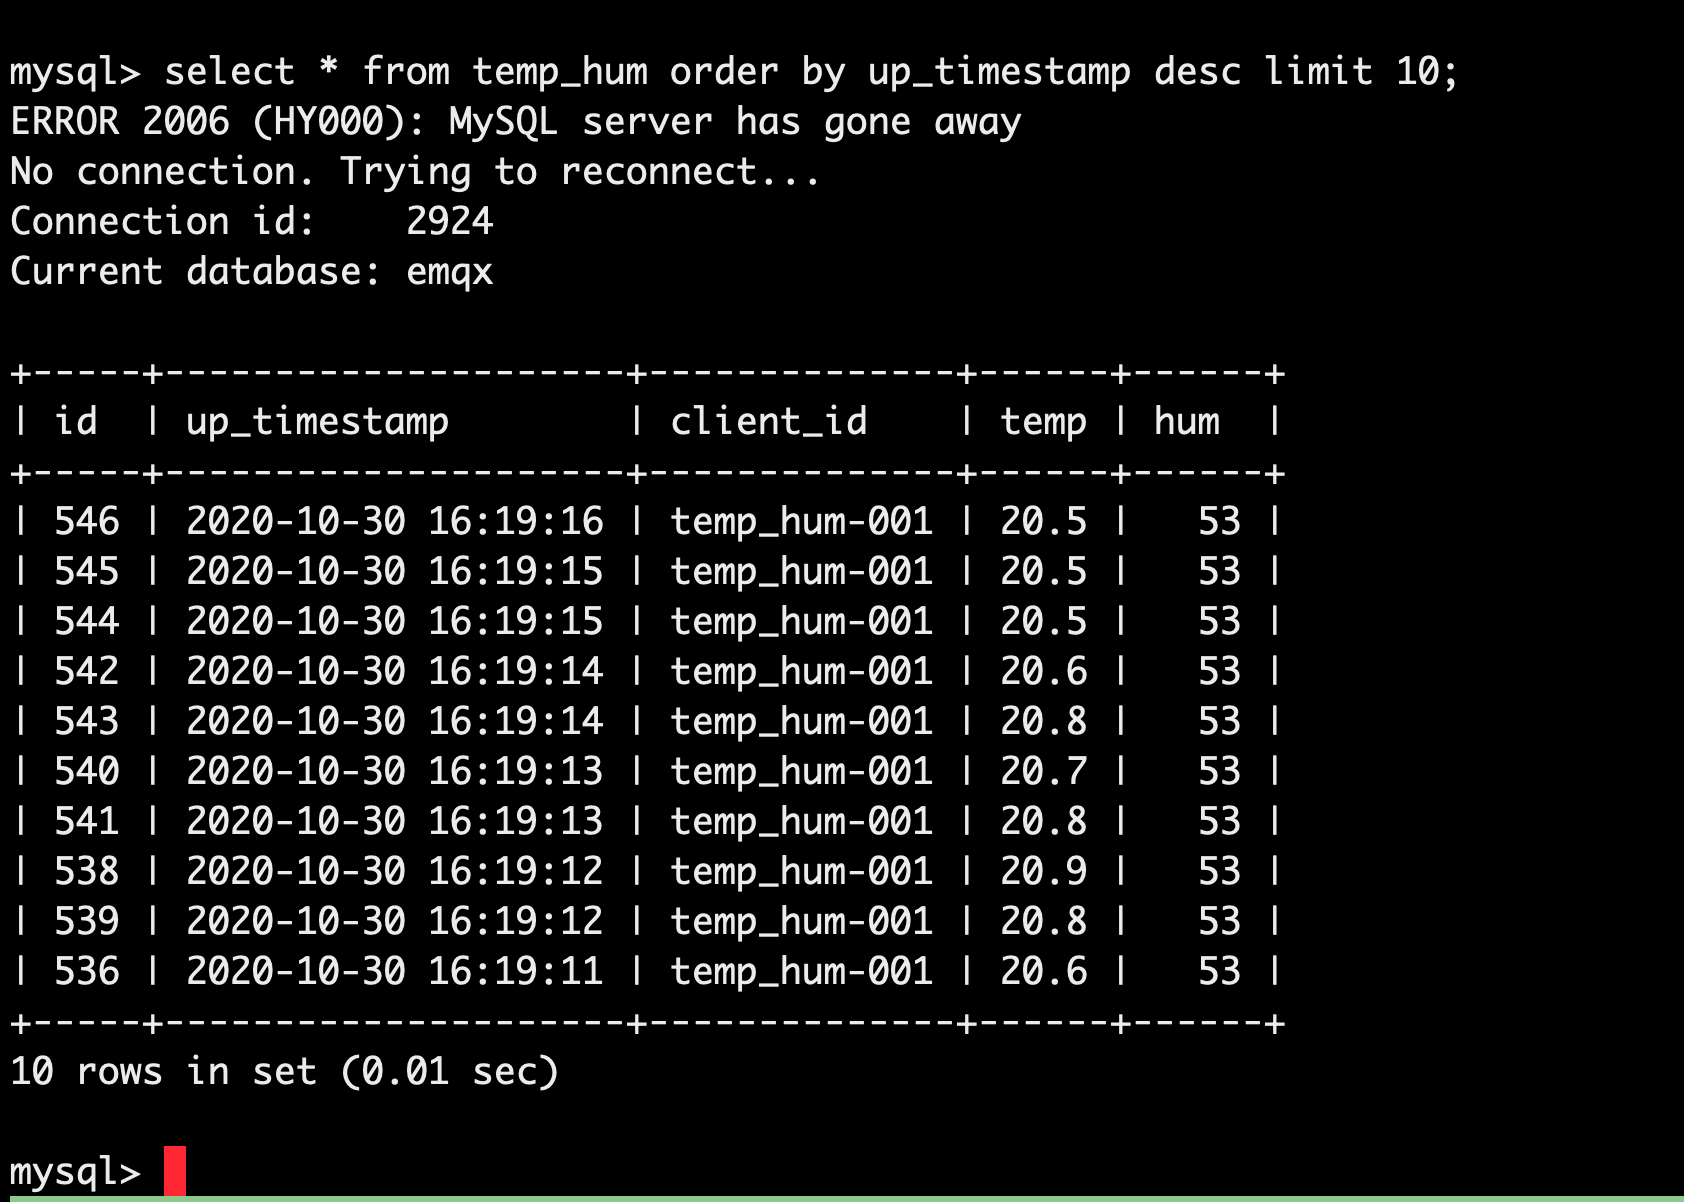 mysql> select * from temp_hum order by up_timestamp desc limit 10;
ERROR 2006 (HY000): MySQL server has gone away
No connection. Trying to reconnect...
Connection id:    2924
Current database: emqx

+-----+---------------------+--------------+------+------+
| id  | up_timestamp        | client_id    | temp | hum  |
+-----+---------------------+--------------+------+------+
| 546 | 2020-10-30 16:19:16 | temp_hum-001 | 20.5 |   53 |
| 545 | 2020-10-30 16:19:15 | temp_hum-001 | 20.5 |   53 |
| 544 | 2020-10-30 16:19:15 | temp_hum-001 | 20.5 |   53 |
| 542 | 2020-10-30 16:19:14 | temp_hum-001 | 20.6 |   53 |
| 543 | 2020-10-30 16:19:14 | temp_hum-001 | 20.8 |   53 |
| 540 | 2020-10-30 16:19:13 | temp_hum-001 | 20.7 |   53 |
| 541 | 2020-10-30 16:19:13 | temp_hum-001 | 20.8 |   53 |
| 538 | 2020-10-30 16:19:12 | temp_hum-001 | 20.9 |   53 |
| 539 | 2020-10-30 16:19:12 | temp_hum-001 | 20.8 |   53 |
| 536 | 2020-10-30 16:19:11 | temp_hum-001 | 20.6 |   53 |
+-----+---------------------+--------------+------+------+
10 rows in set (0.01 sec)

mysql>